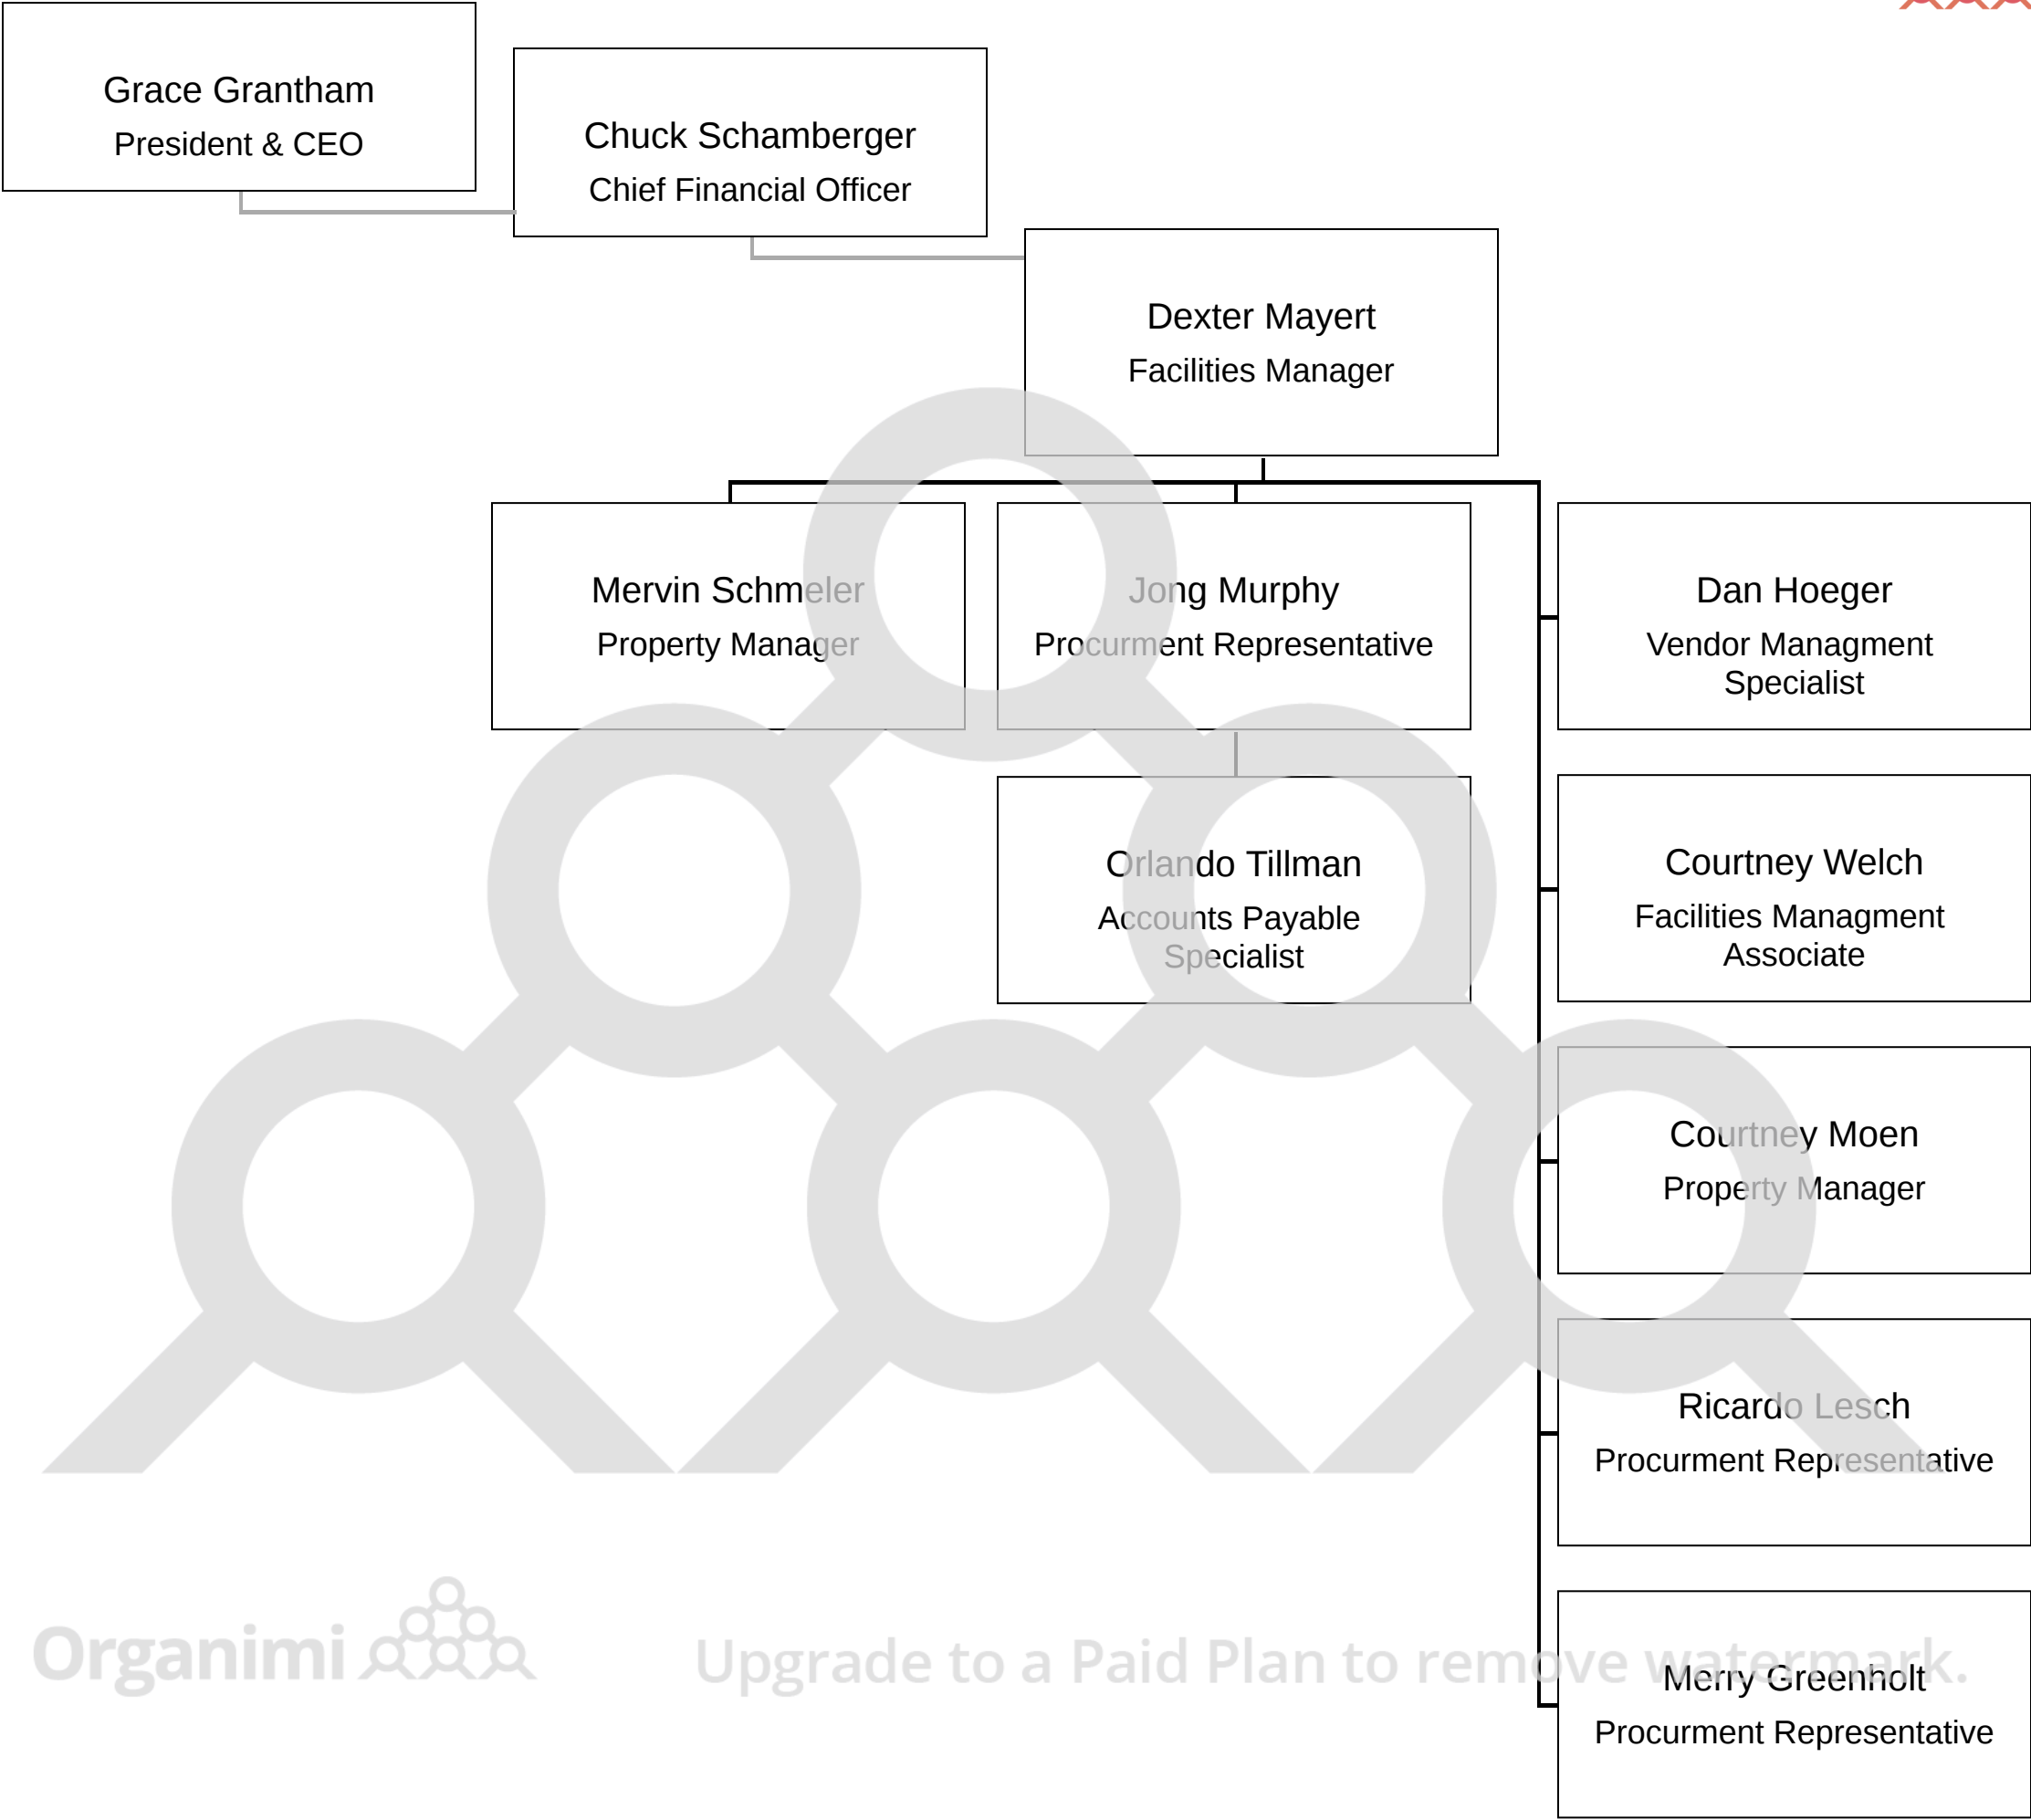 Grace Grantham
President & CEO
Chuck Schamberger
Chief Financial Officer
Dexter Mayert
Facilities Manager
Mervin Schmeler
Property Manager
Jong Murphy
Procurment Representative
Dan Hoeger
Vendor Managment
Specialist
Orlando Tillman
Accounts Payable
Specialist
Courtney Welch
Facilities Managment
Associate
Courtney Moen
Property Manager
Ricardo Lesch
Procurment Representative
Organimi
Upgrade to a Paid Plan to remove watermark.
Merry Greenholt
Procurment Representative